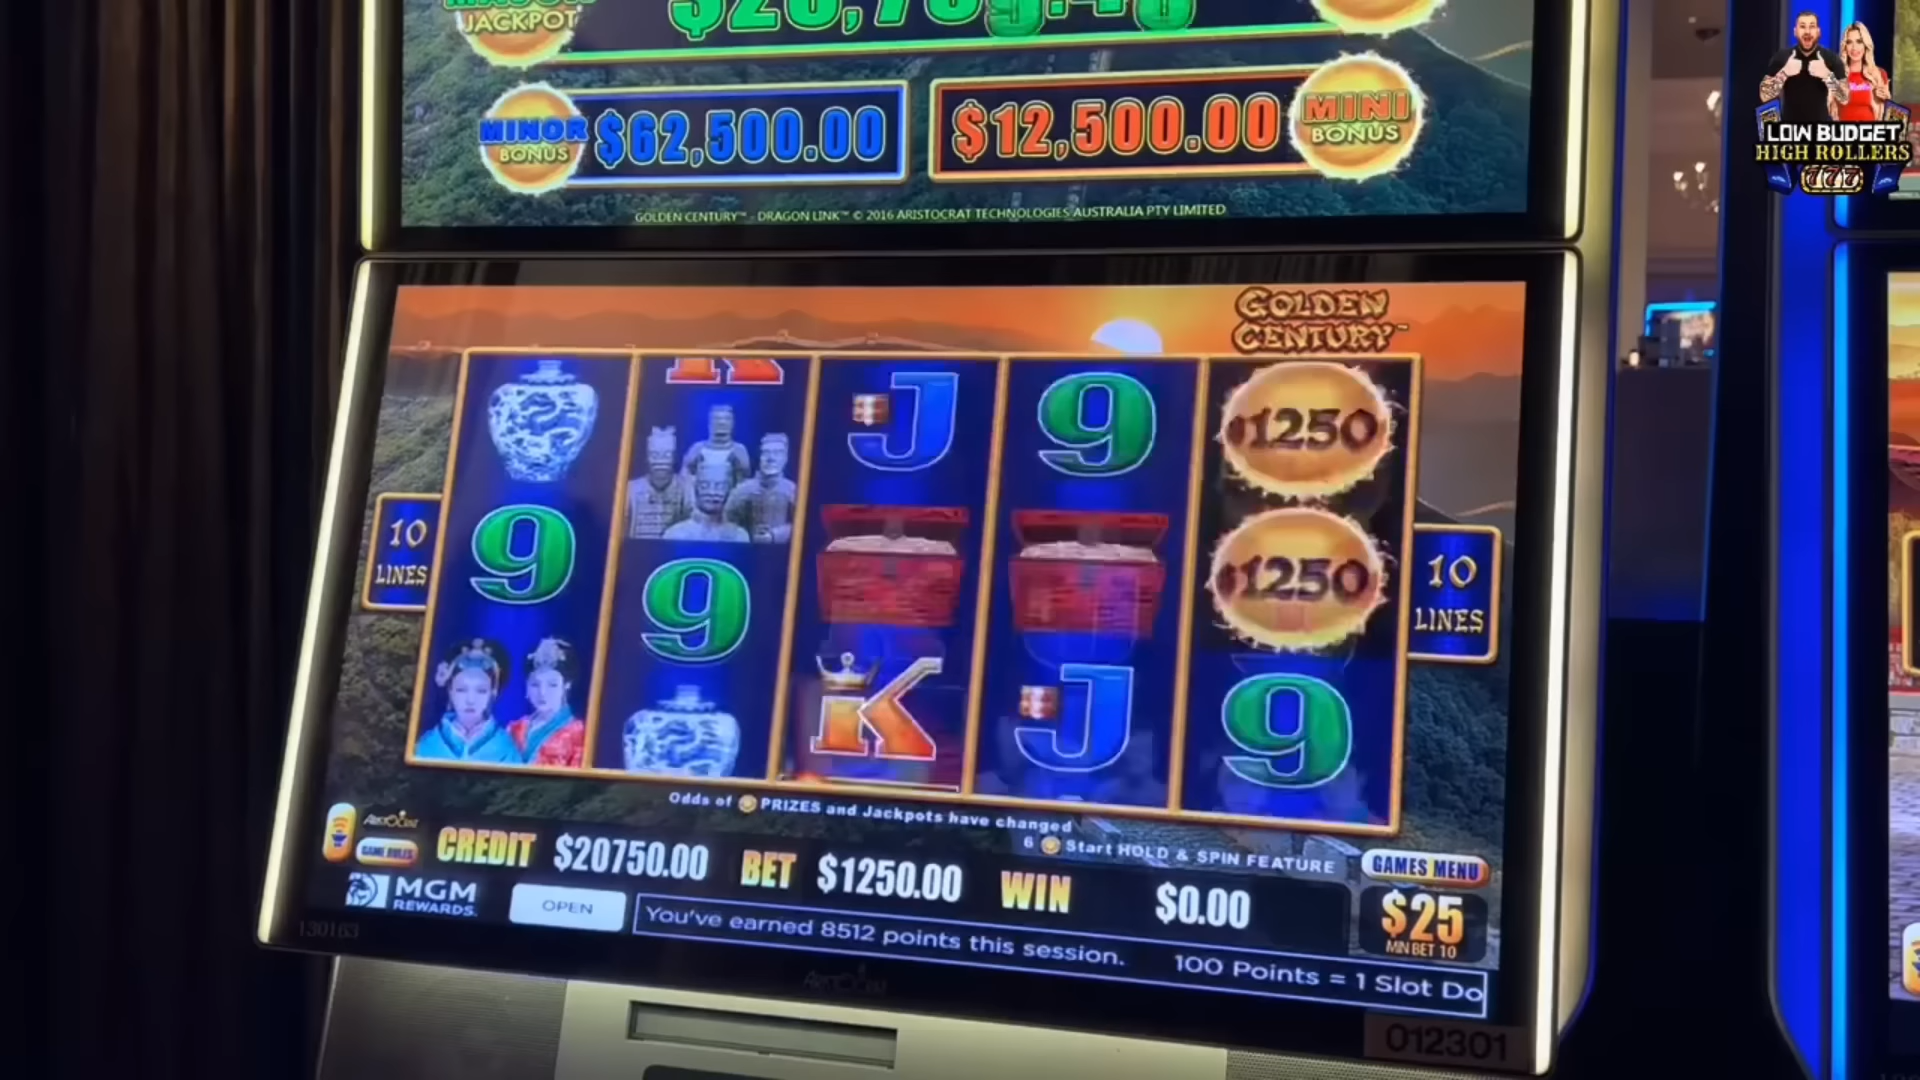 JACKPOT
MINOR
BONUS
$62,500.00
$12,500.00
MINI
BONUS
LOW BUDGET
HIGH ROLLERS
777
GOLDEN CENTURY™ - DRAGON LINK™ © 2016 ARISTOCRAT TECHNOLOGIES AUSTRALIA PTY LIMITED
GOLDEN
CENTURY™
J
9
1250
10
LINES
9
9
1250
10
LINES
K
J
9
Odds of PRIZES and Jackpots have changed
6 Start HOLD & SPIN FEATURE
GAME RULES
CREDIT $20750.00 BET $1250.00 WIN $0.00
GAMES MENU
$25
MIN BET 10
MGM
REWARDS.
OPEN
You've earned 8512 points this session. 100 Points = 1 Slot Do
130163
012301